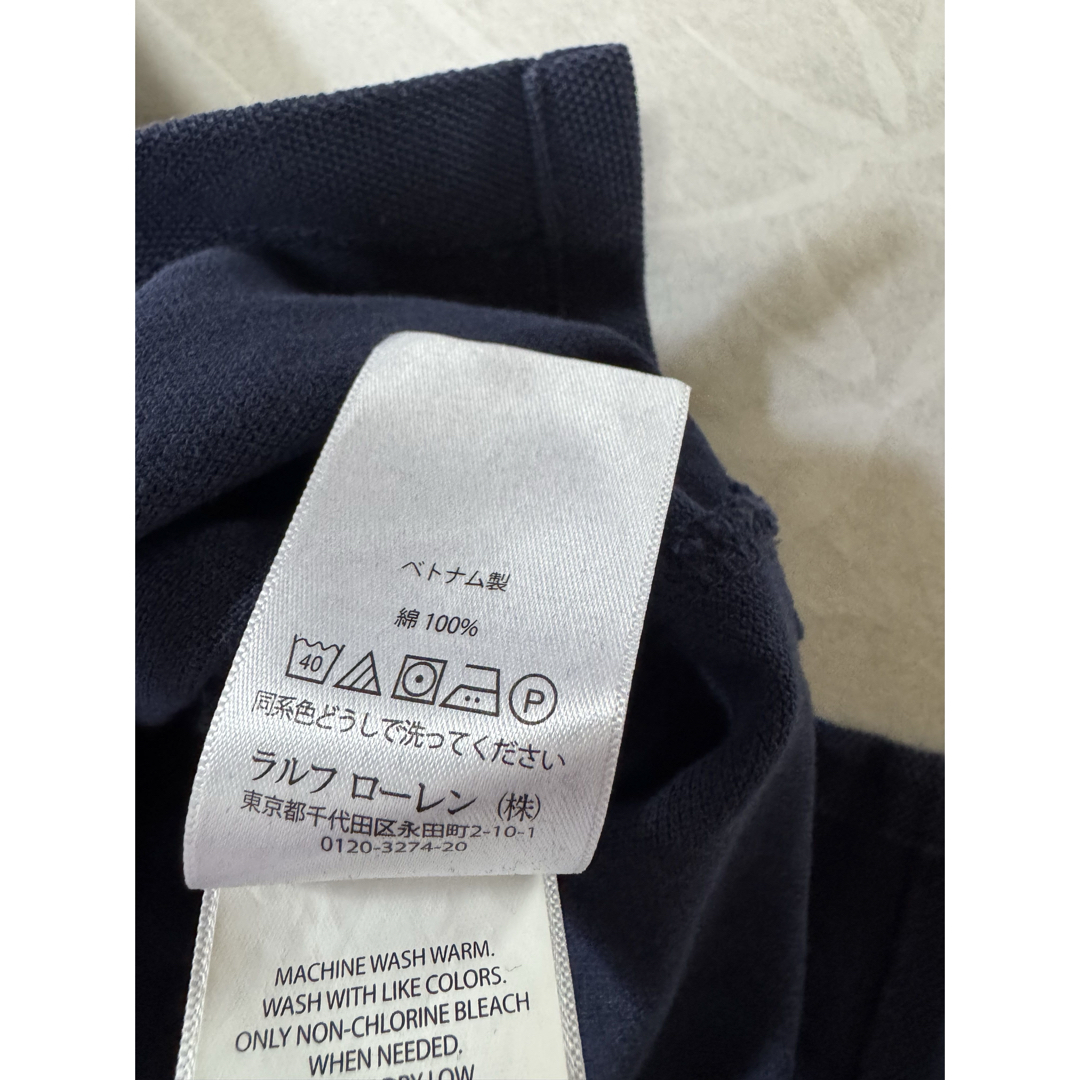 ベトナム製
綿 100%
40 P
同系色どうしで洗ってください
ラルフ ローレン (株)
東京都千代田区永田町2-10-1
0120-3274-20
MACHINE WASH WARM.
WASH WITH LIKE COLORS.
ONLY NON-CHLORINE BLEACH
WHEN NEEDED.
DRY LOW